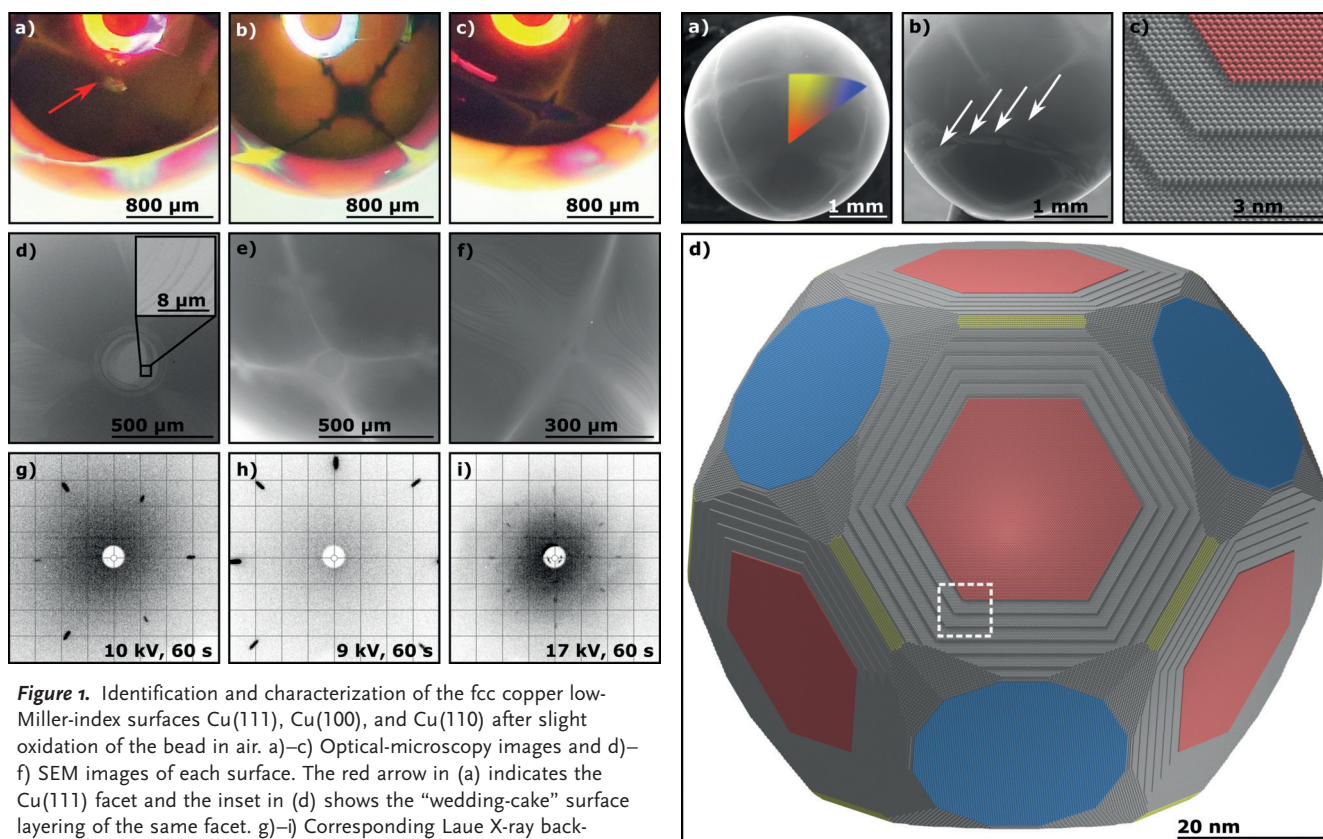 a)
b)
c)
800 µm
800 µm
800 µm
d)
e)
f)
8 µm
500 µm
500 µm
300 µm
g)
h)
i)
10 kV, 60 s
9 kV, 60 s
17 kV, 60 s
Figure 1. Identification and characterization of the fcc copper low-
Miller-index surfaces Cu(111), Cu(100), and Cu(110) after slight
oxidation of the bead in air. a)–c) Optical-microscopy images and d)–
f) SEM images of each surface. The red arrow in (a) indicates the
Cu(111) facet and the inset in (d) shows the “wedding-cake” surface
layering of the same facet. g)–i) Corresponding Laue X-ray back-
a)
b)
c)
1 mm
1 mm
3 nm
d)
20 nm